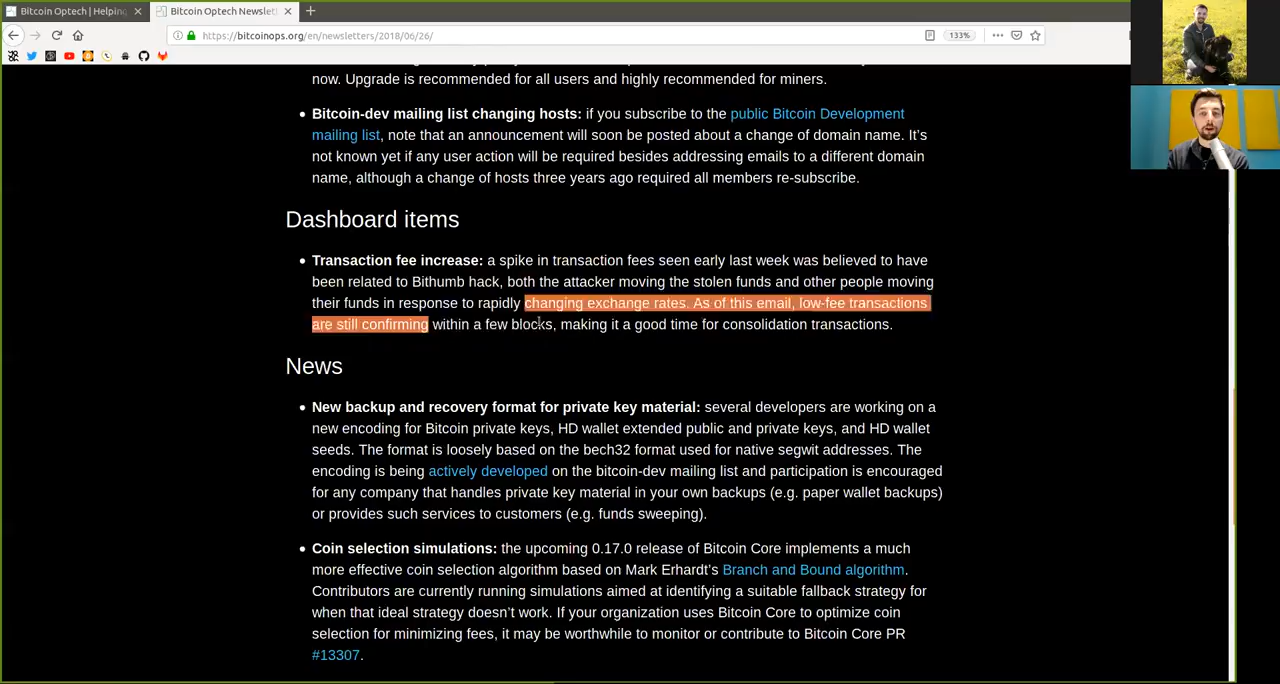 Bitcoin Optech | Helping
Bitcoin Optech Newslett
https://bitcoinops.org/en/newsletters/2018/06/26/
133%
now. Upgrade is recommended for all users and highly recommended for miners.
Bitcoin-dev mailing list changing hosts: if you subscribe to the public Bitcoin Development
mailing list, note that an announcement will soon be posted about a change of domain name. It's
not known yet if any user action will be required besides addressing emails to a different domain
name, although a change of hosts three years ago required all members re-subscribe.
Dashboard items
Transaction fee increase: a spike in transaction fees seen early last week was believed to have
been related to Bithumb hack, both the attacker moving the stolen funds and other people moving
their funds in response to rapidly changing exchange rates. As of this email, low-fee transactions
are still confirming within a few blocks, making it a good time for consolidation transactions.
News
New backup and recovery format for private key material: several developers are working on a
new encoding for Bitcoin private keys, HD wallet extended public and private keys, and HD wallet
seeds. The format is loosely based on the bech32 format used for native segwit addresses. The
encoding is being actively developed on the bitcoin-dev mailing list and participation is encouraged
for any company that handles private key material in your own backups (e.g. paper wallet backups)
or provides such services to customers (e.g. funds sweeping).
Coin selection simulations: the upcoming 0.17.0 release of Bitcoin Core implements a much
more effective coin selection algorithm based on Mark Erhardt's Branch and Bound algorithm.
Contributors are currently running simulations aimed at identifying a suitable fallback strategy for
when that ideal strategy doesn't work. If your organization uses Bitcoin Core to optimize coin
selection for minimizing fees, it may be worthwhile to monitor or contribute to Bitcoin Core PR
#13307.